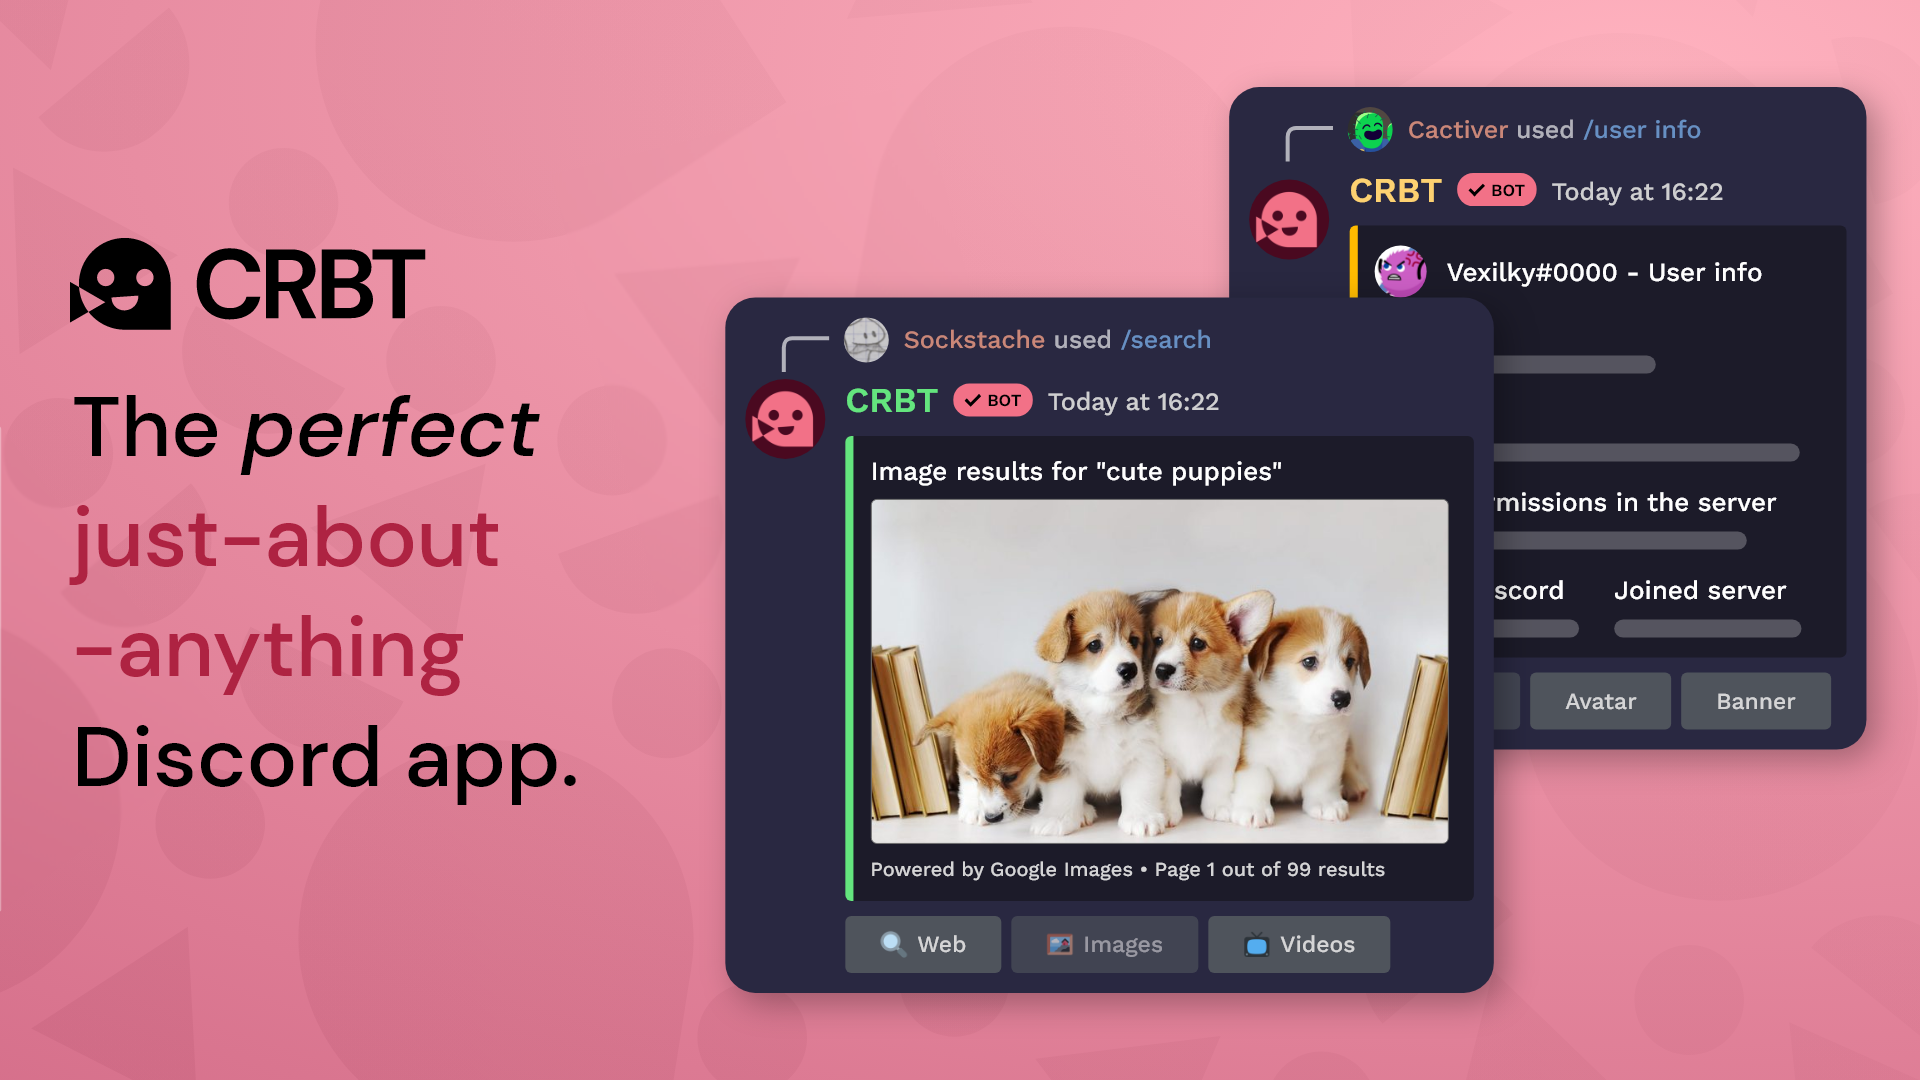 CRBT
The perfect
just-about
-anything
Discord app.
Cactiver used /user info
CRBT BOT Today at 16:22
Vexilky#0000 - User info
rmissions in the server
scord Joined server
Avatar Banner
Sockstache used /search
CRBT BOT Today at 16:22
Image results for "cute puppies"
Powered by Google Images • Page 1 out of 99 results
Web Images Videos